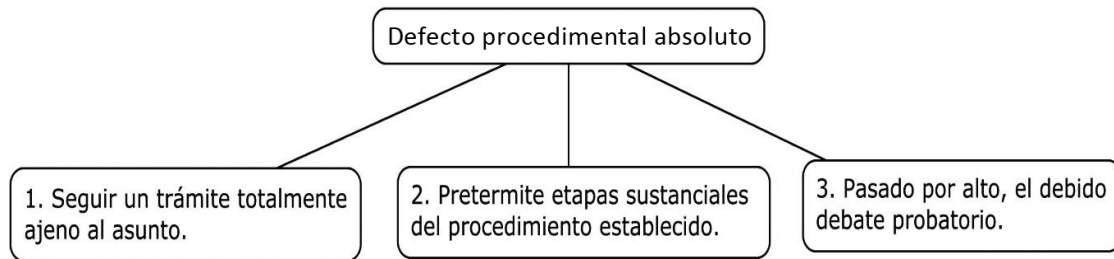 Defecto procedimental absoluto
1. Seguir un trámite totalmente
ajeno al asunto.
2. Pretermite etapas sustanciales
del procedimiento establecido.
3. Pasado por alto, el debido
debate probatorio.